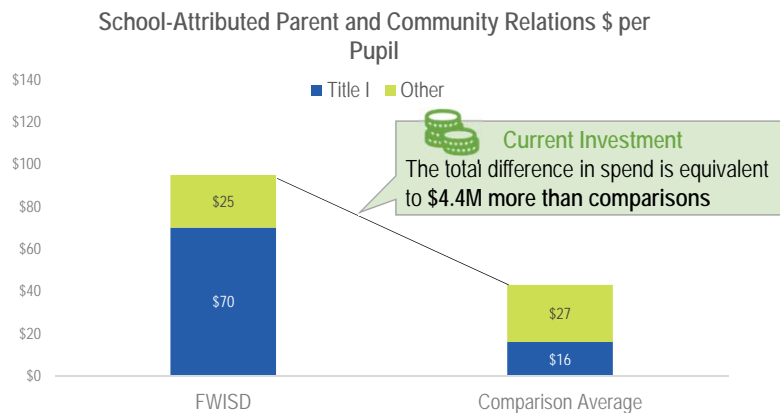 School-Attributed Parent and Community Relations $ per
Pupil
$140
Title I
Other
$120
Current Investment
The total difference in spend is equivalent
to $4.4M more than comparisons
$100
$80
$60
$40
$20
$0
$25
$70
$27
$16
FWISD
Comparison Average